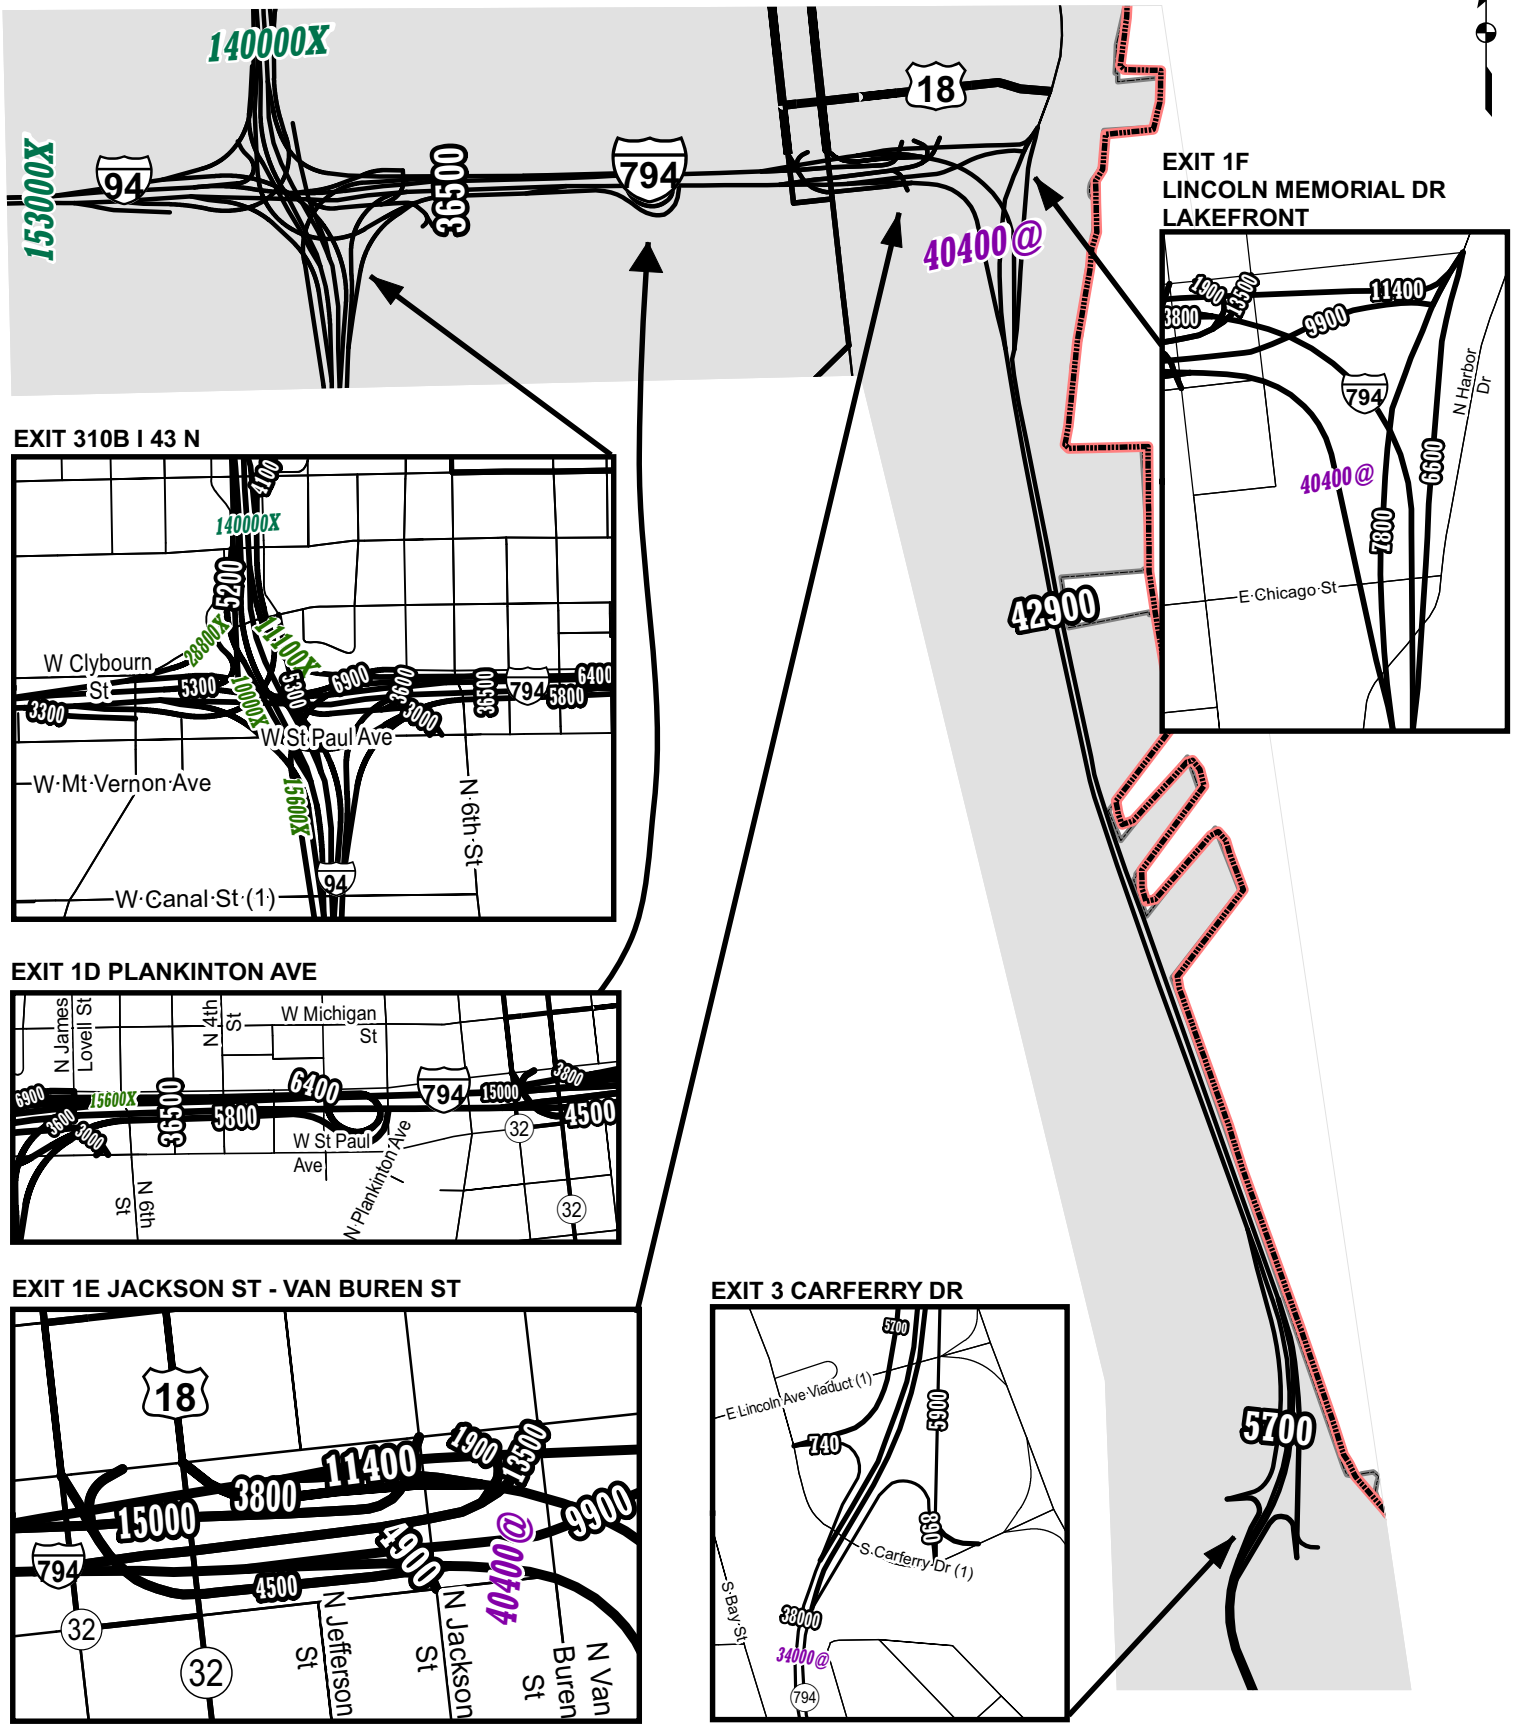 140000X
153000X
94
36500
794
18
40400@
42900
5700
EXIT 1F
LINCOLN MEMORIAL DR
LAKEFRONT
1900
13500
11400
3800
9900
794
N Harbor
Dr
40400@
6600
7800
E Chicago St
EXIT 310B I 43 N
4100
140000X
5200
28800X
11100X
W Clybourn
St
5300
10000X
5300
6900
3600
36500
794
6400
5800
3300
3000
W St Paul Ave
W Mt Vernon Ave
15600X
N 6th St
94
W Canal St (1)
EXIT 1D PLANKINTON AVE
N James
Lovell St
N 4th
St
W Michigan
St
6900
15600X
36500
6400
794
15000
3800
3600
3000
5800
4500
W St Paul
Ave
32
N 6th
St
N Plankinton Ave
32
EXIT 1E JACKSON ST - VAN BUREN ST
18
11400
1900
13500
3800
15000
9900
4900
40400@
794
4500
32
32
N Jefferson
St
N Jackson
St
N Van
Buren
St
EXIT 3 CARFERRY DR
5700
E Lincoln Ave Viaduct (1)
5900
740
890
S Carferry Dr (1)
S Bay St
38000
34000@
794